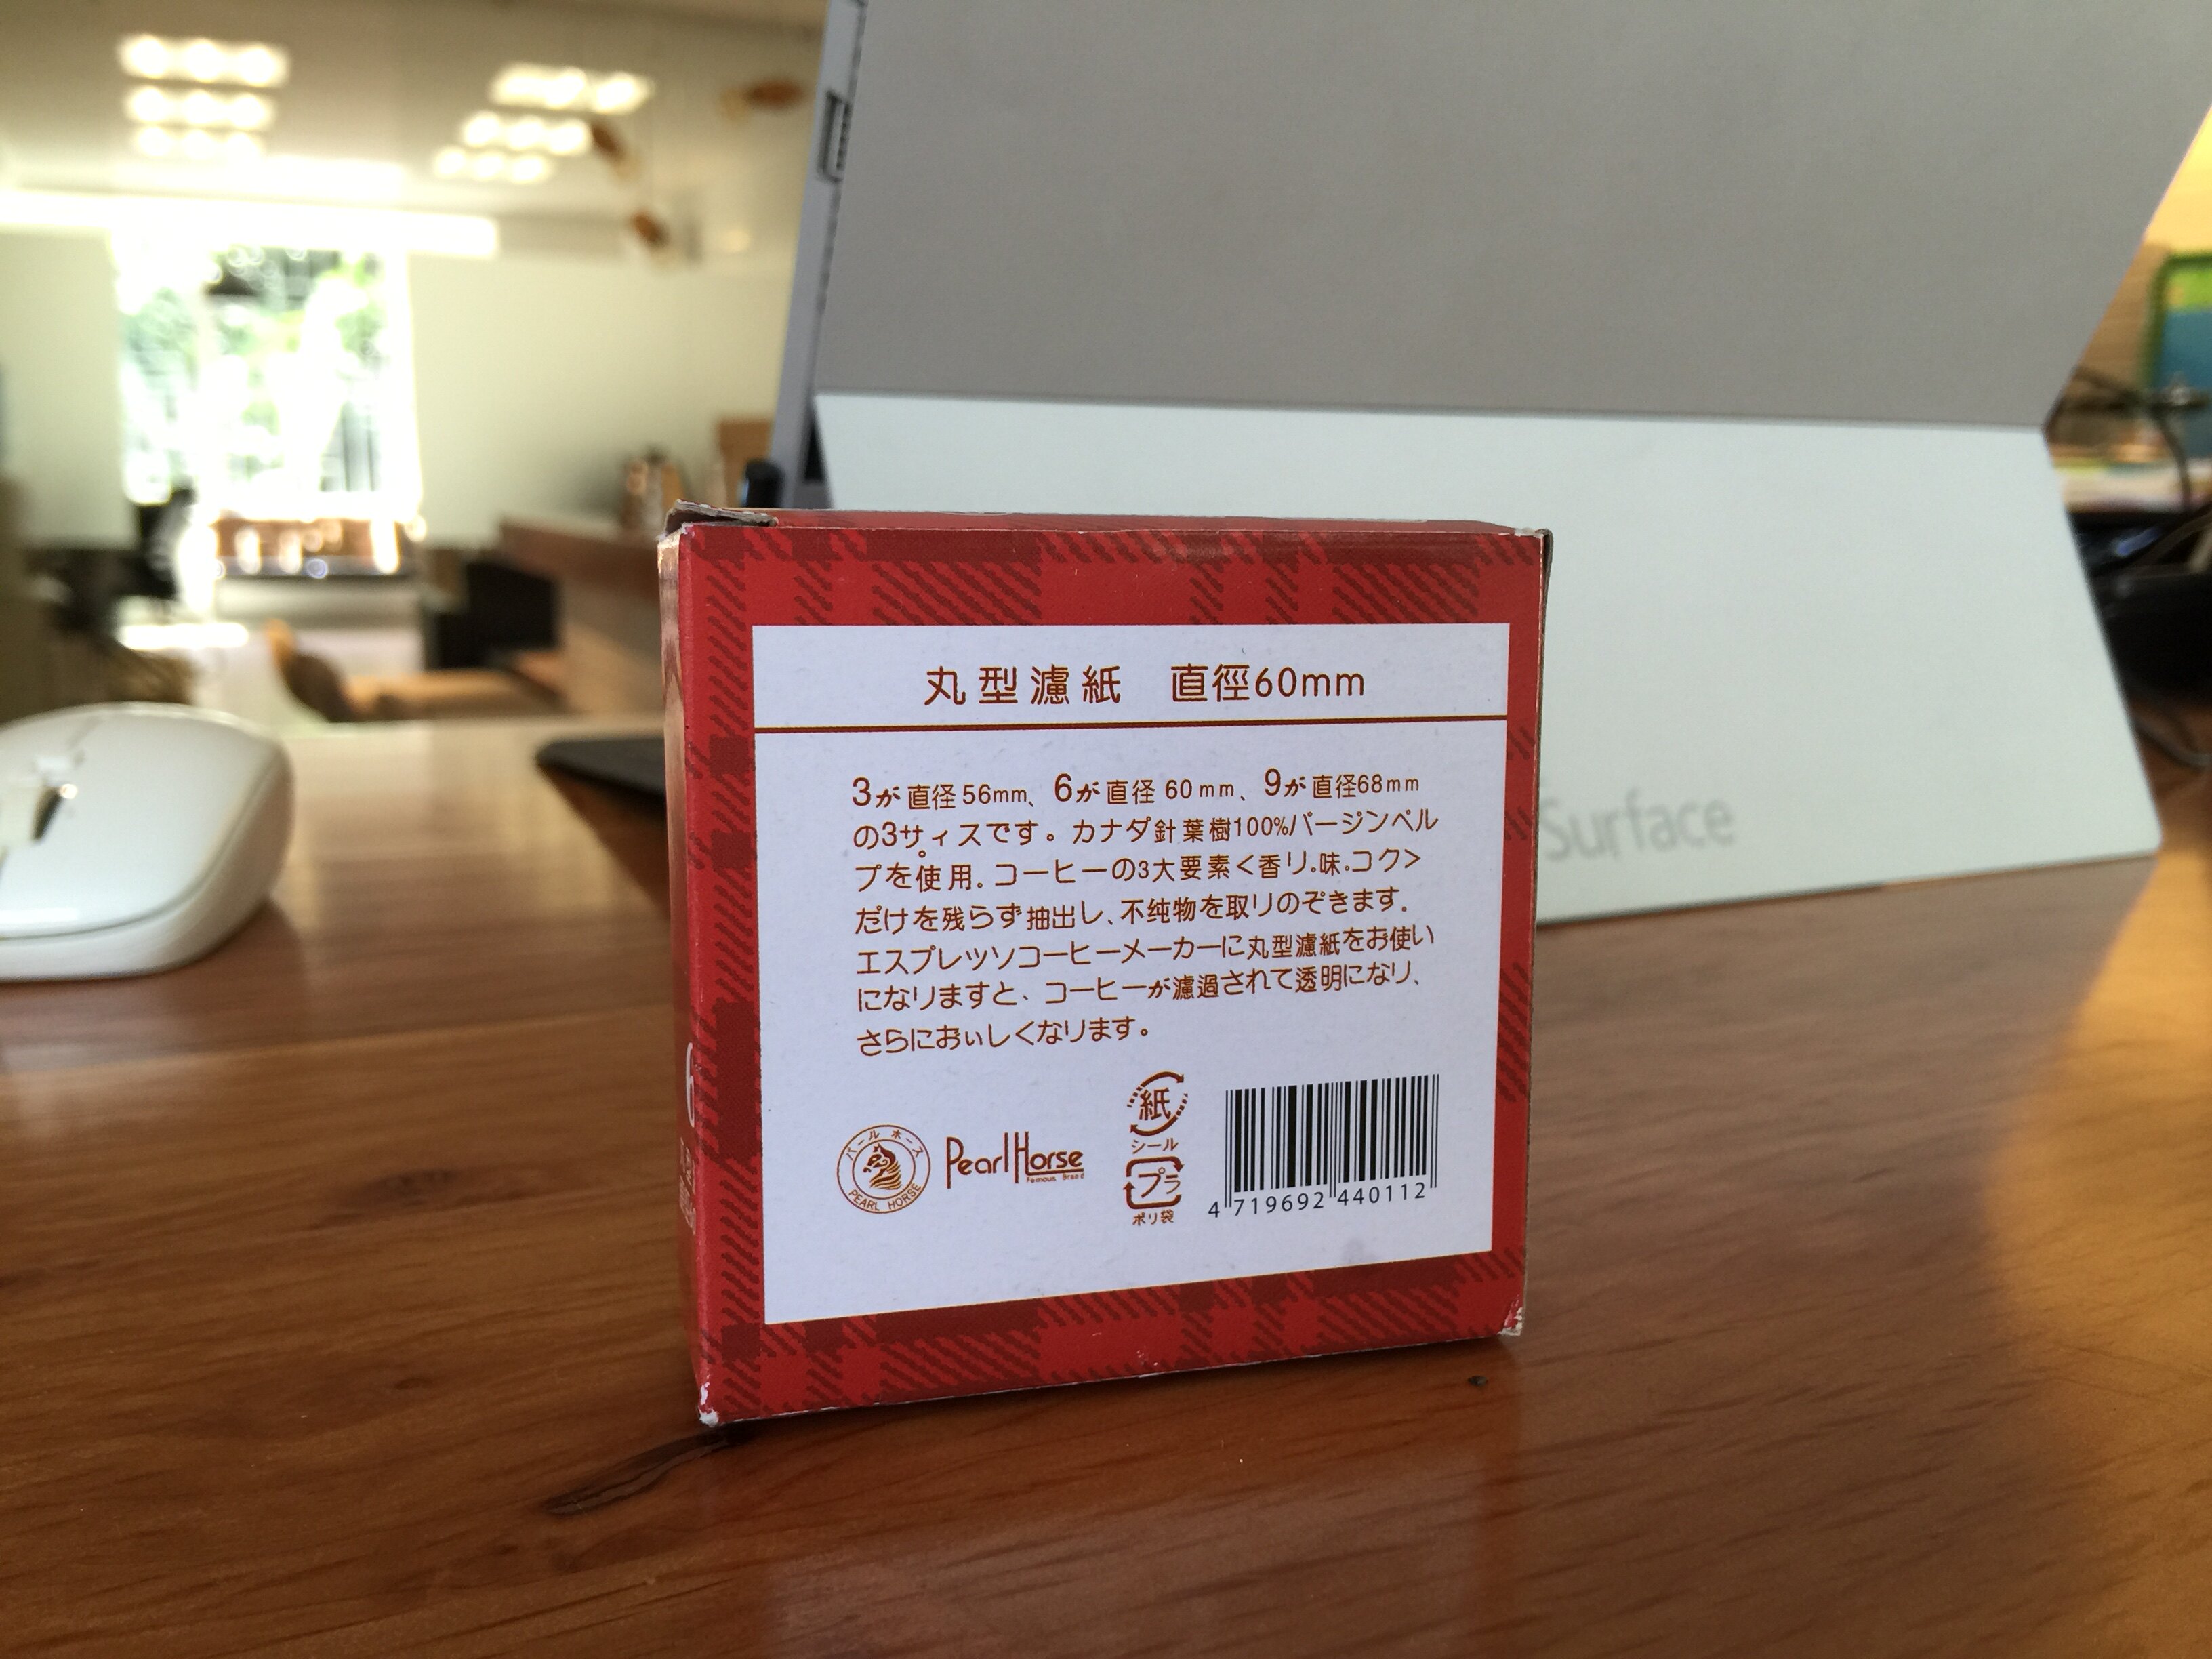 丸型濾紙 直徑60mm
3が直径56mm、6が直径60mm、9が直径68mm
の3サィズです。カナダ針葉樹100%バージンペル
プを使用。コーヒーの3大要素<香リ.味.コク>
だけを残らず抽出し、不纯物を取りのぞきます。
エスプレッソコーヒーメーカーに丸型濾紙をお使い
になりますと、コーヒーが濾過されて透明になり、
さらにおぃしくなります。
パール ホース
PEARL HORSE
Pearl Horse
Famous Brand
紙
シール
プラ
ポリ袋
4 719692 440112
6
Surface